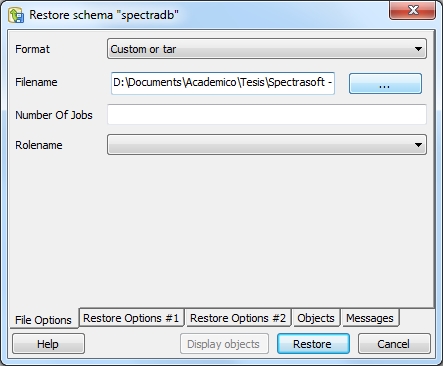 Restore schema "spectradb"
Format
Custom or tar
Filename
D:\Documents\Academico\Tesis\Spectrasoft -
...
Number Of Jobs
Rolename
File Options
Restore Options #1
Restore Options #2
Objects
Messages
Help
Display objects
Restore
Cancel